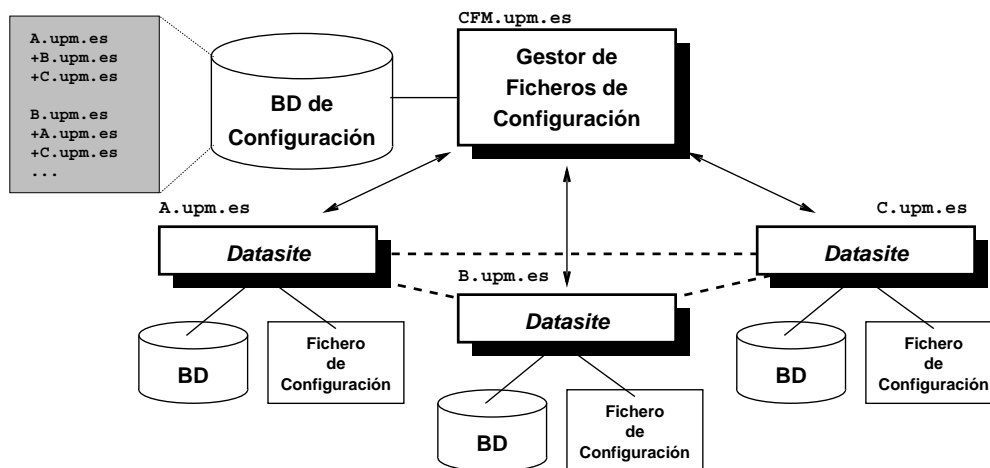 CFM.upm.es
A.upm.es
+B.upm.es
+C.upm.es
B.upm.es
+A.upm.es
+C.upm.es
...
BD de
Configuración
Gestor de
Ficheros de
Configuración
A.upm.es
Datasite
BD
Fichero
de
Configuración
B.upm.es
Datasite
BD
Fichero
de
Configuración
C.upm.es
Datasite
BD
Fichero
de
Configuración